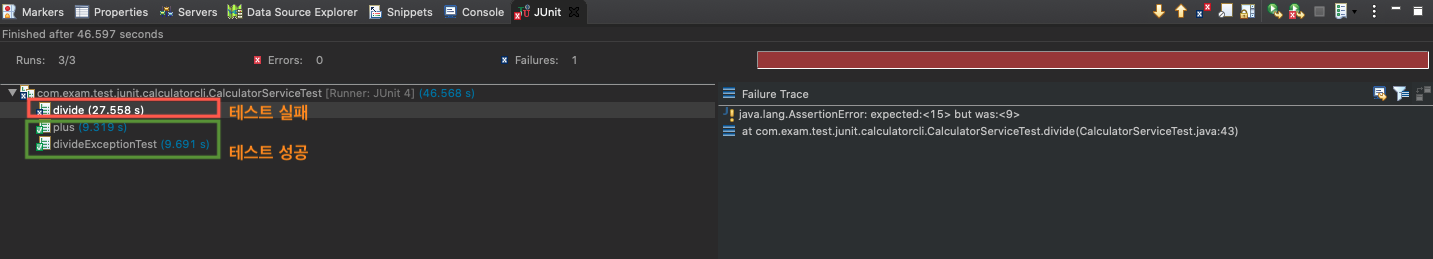 Markers Properties Servers Data Source Explorer Snippets Console JUnit
Finished after 46.597 seconds
Runs: 3/3 Errors: 0 Failures: 1
com.exam.test.junit.calculatorcli.CalculatorServiceTest [Runner: JUnit 4] (46.568 s)
divide (27.558 s) 테스트 실패
plus (9.319 s)
divideExceptionTest (9.691 s) 테스트 성공
Failure Trace
java.lang.AssertionError: expected:<15> but was:<9>
at com.exam.test.junit.calculatorcli.CalculatorServiceTest.divide(CalculatorServiceTest.java:43)